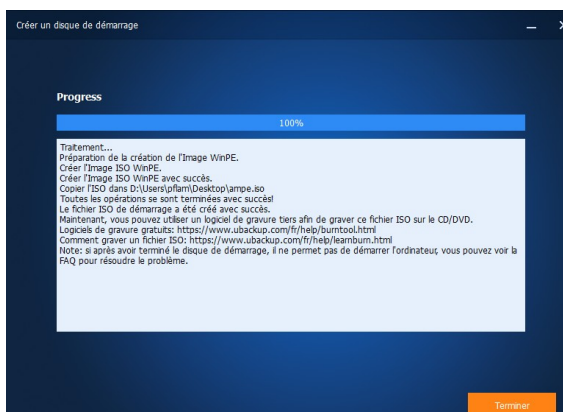 Créer un disque de démarrage
Progress
100%
Traitement...
Préparation de la création de l'Image WinPE.
Créer l'Image ISO WinPE.
Créer l'Image ISO WinPE avec succès.
Copier l'ISO dans D:\Users\pflam\Desktop\ampe.iso
Toutes les opérations se sont terminées avec succès!
Le fichier ISO de démarrage a été créé avec succès.
Maintenant, vous pouvez utiliser un logiciel de gravure tiers afin de graver ce fichier ISO sur le CD/DVD.
Logiciels de gravure gratuits: https://www.ubackup.com/fr/help/burntool.html
Comment graver un fichier ISO: https://www.ubackup.com/fr/help/learnburn.html
Note: si après avoir terminé le disque de démarrage, il ne permet pas de démarrer l'ordinateur, vous pouvez voir la
FAQ pour résoudre le problème.
Terminer